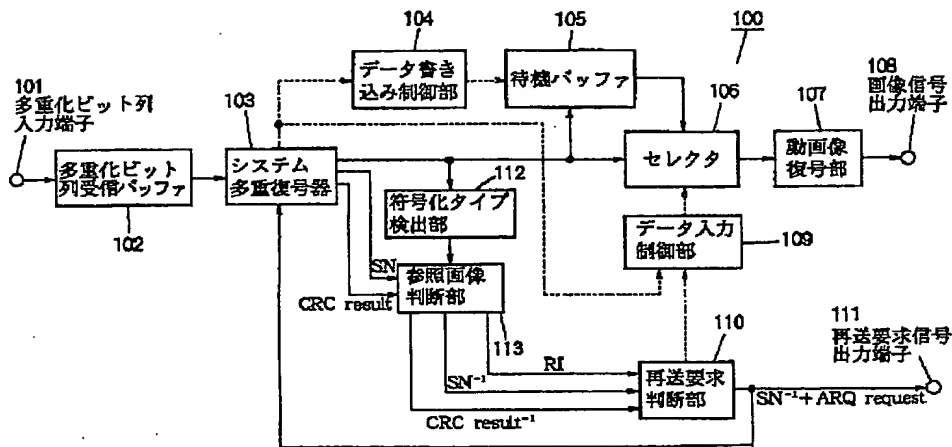 100
104
データ書き
込み制御部
105
待機バッファ
101
多重化ビット列
入力端子
103
106
セレクタ
107
動画像
復号部
108
画像信号
出力端子
多重化ビット
列受信バッファ
102
システム
多重復号器
112
符号化タイプ
検出部
データ入力
制御部
109
SN
CRC result
参照画像
判断部
113
RI
SN⁻¹
CRC result⁻¹
110
再送要求
判断部
111
再送要求信号
出力端子
SN⁻¹+ARQ request